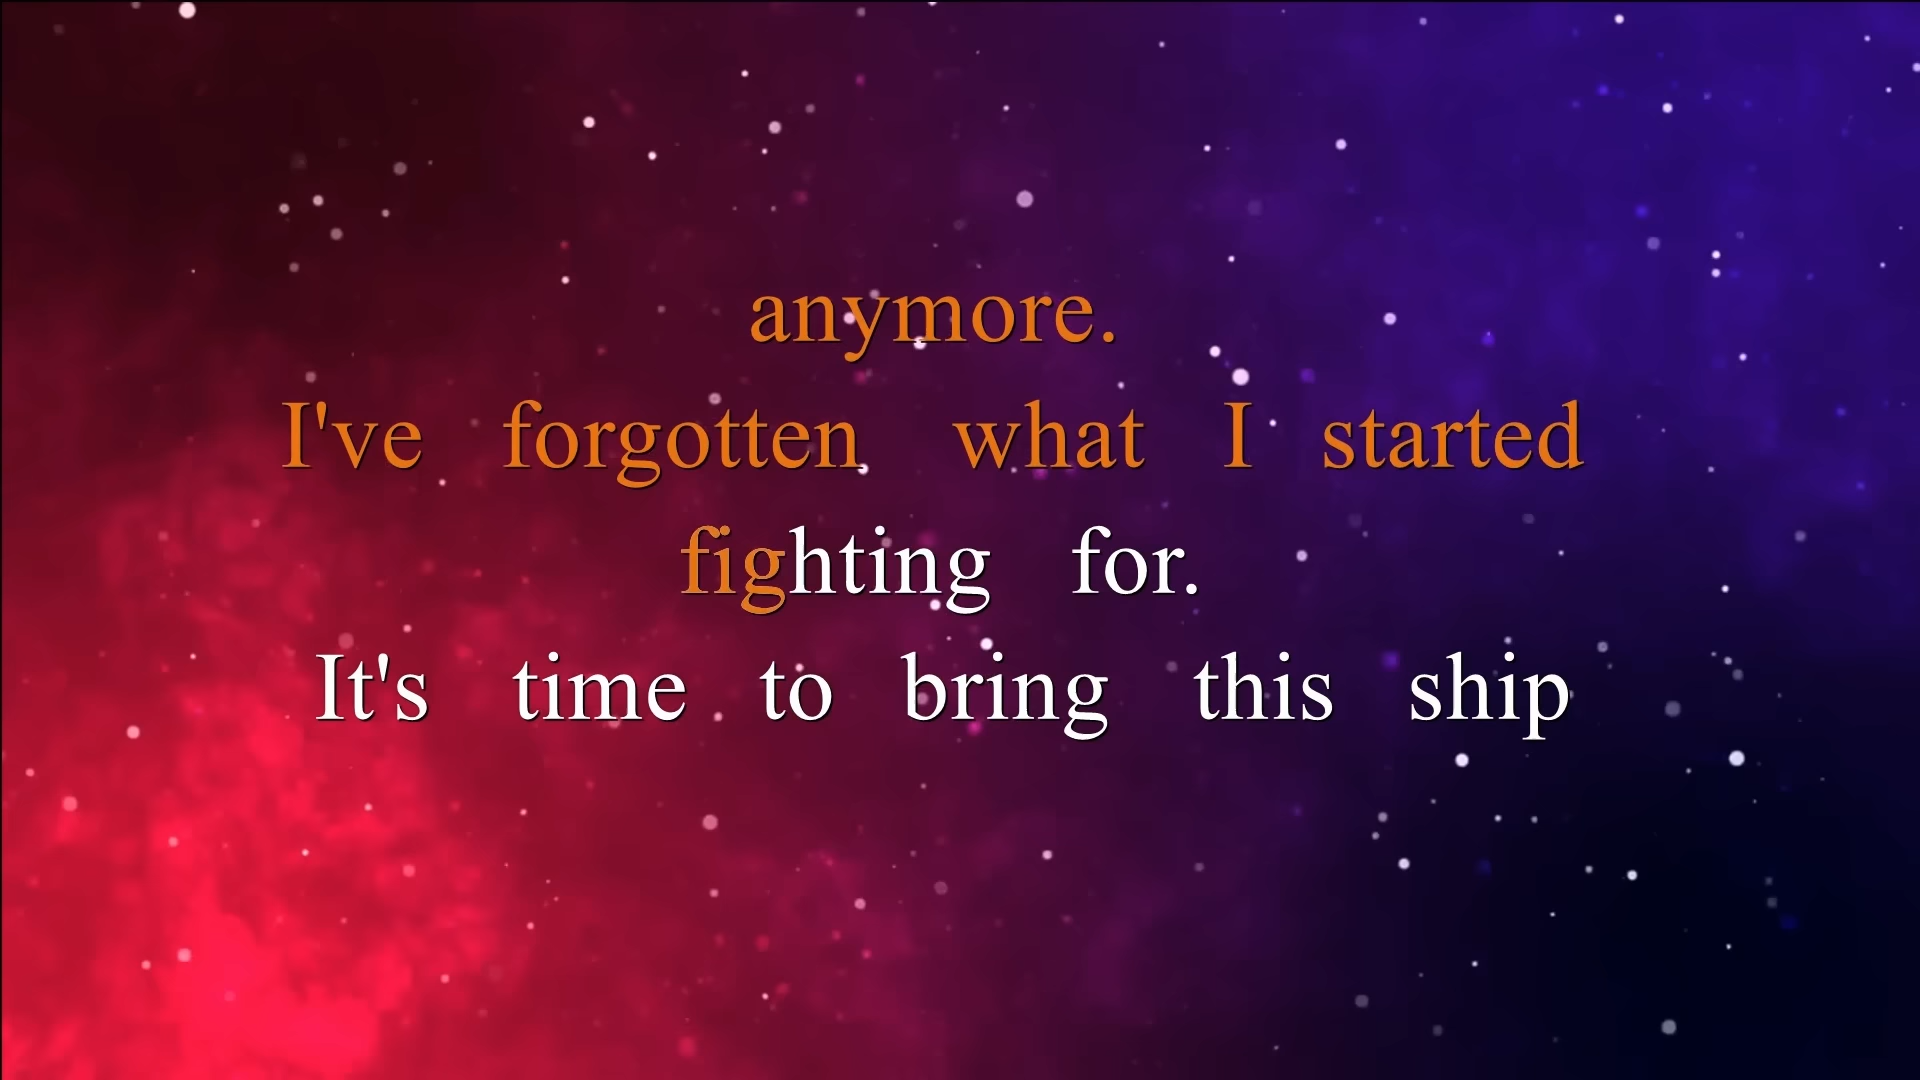 anymore.
I've forgotten what I started
fighting for.
It's time to bring this ship